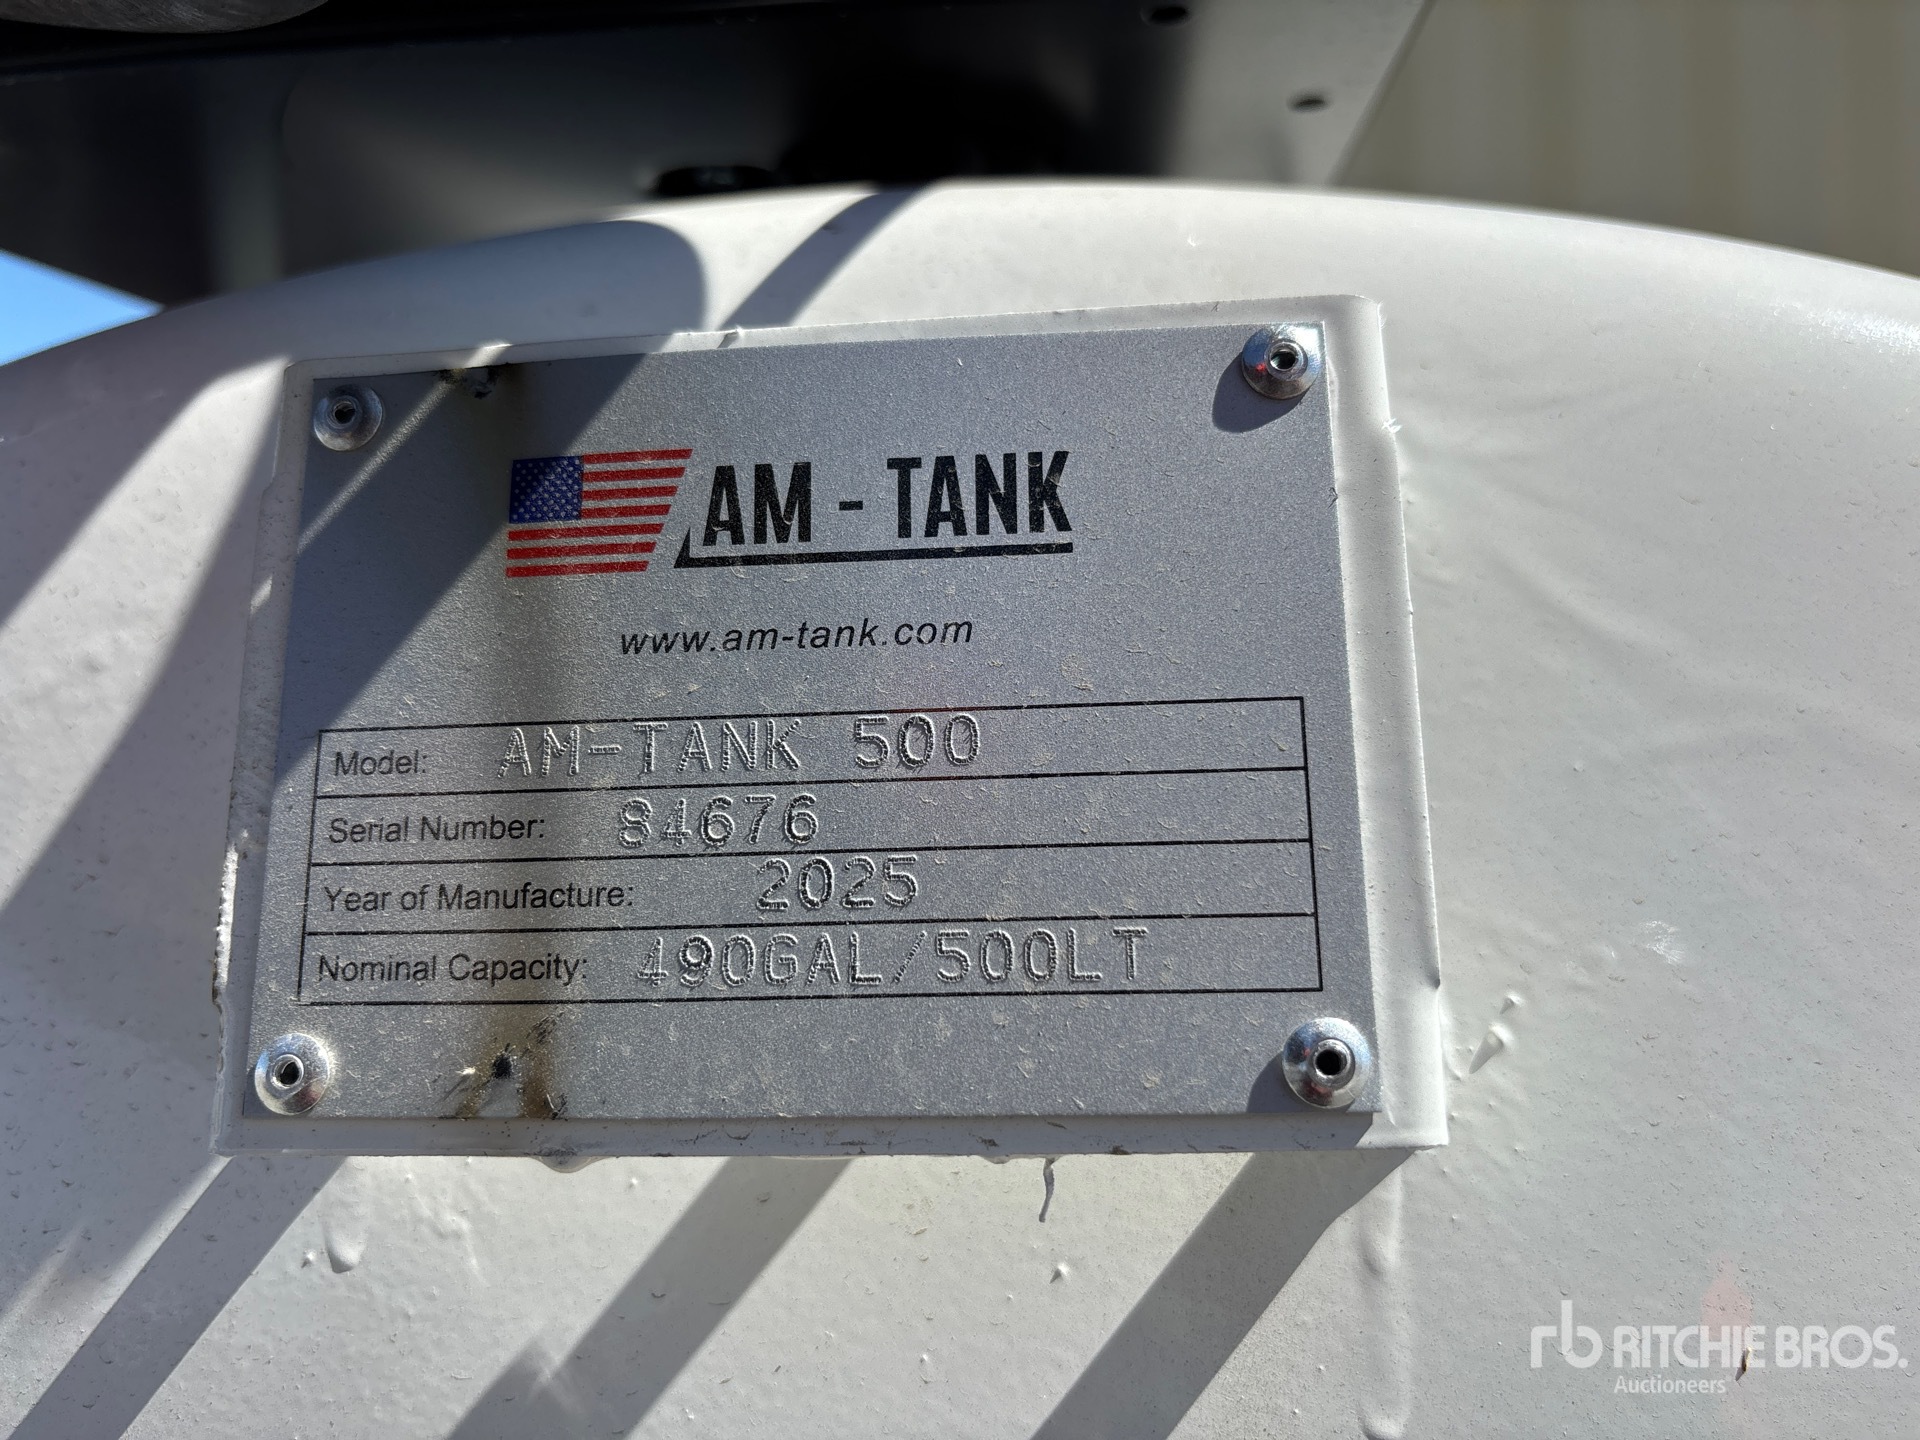 AM - TANK
www.am-tank.com
Model: AM-TANK 500
Serial Number: 84676
Year of Manufacture: 2025
Nominal Capacity: 490GAL/500LT
rb RITCHIE BROS.
Auctioneers